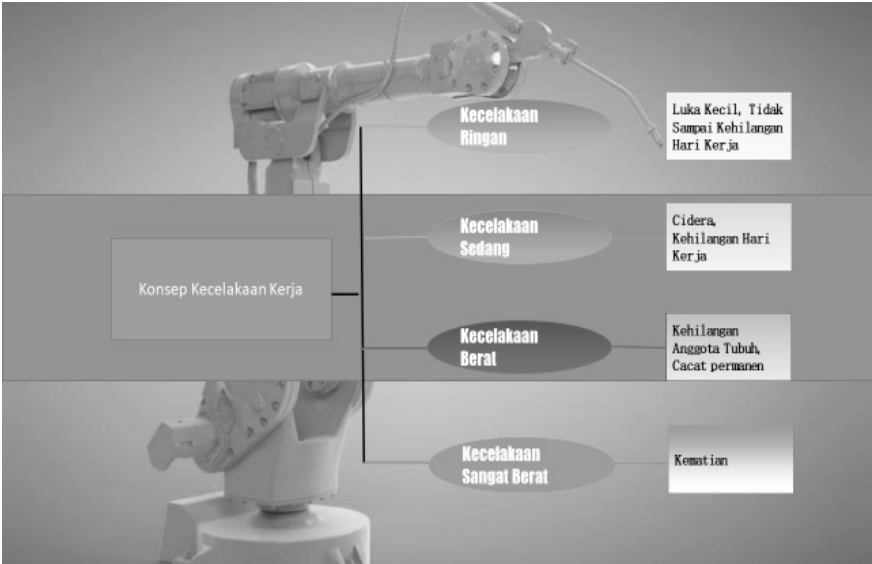 Kecelakaan
Ringan
Luka Kecil, Tidak
Sampai Kehilangan
Hari Kerja
Kecelakaan
Sedang
Cidera,
Kehilangan Hari
Kerja
Konsep Kecelakaan Kerja
Kecelakaan
Berat
Kehilangan
Anggota Tubuh,
Cacat permanen
Kecelakaan
Sangat Berat
Kematian